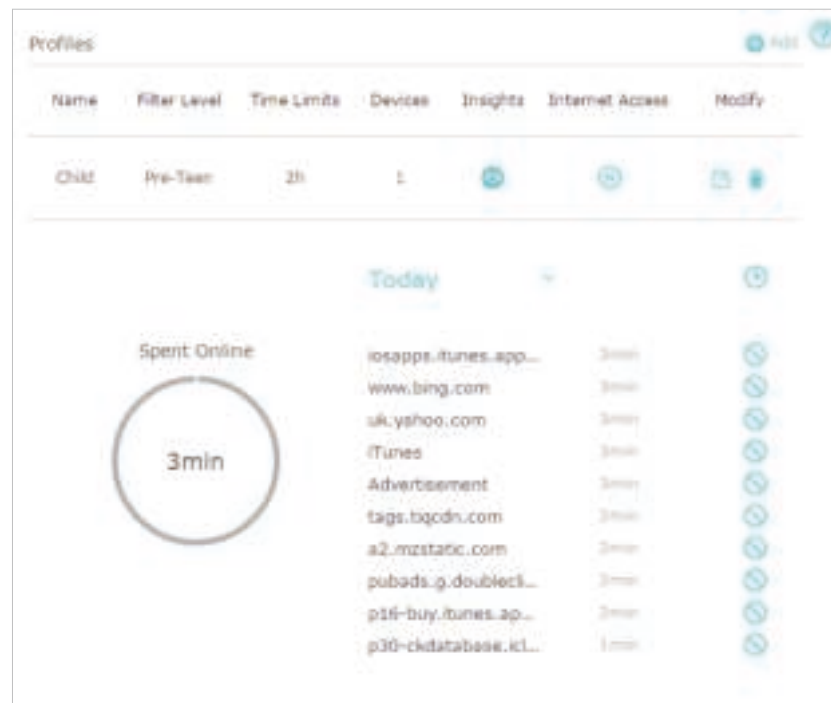 Profiles Add
Name Filter Level Time Limits Devices Insights Internet Access Modify
Child Pre-Teen 2h 1
Today
Spent Online
3min
iosapps.itunes.app...
www.bing.com
uk.yahoo.com
iTunes
Advertisement
tags.tiqcdn.com
a2.mzstatic.com
pubads.g.doublecli...
p16-buy.itunes.ap...
p30-ckdatabase.icl...